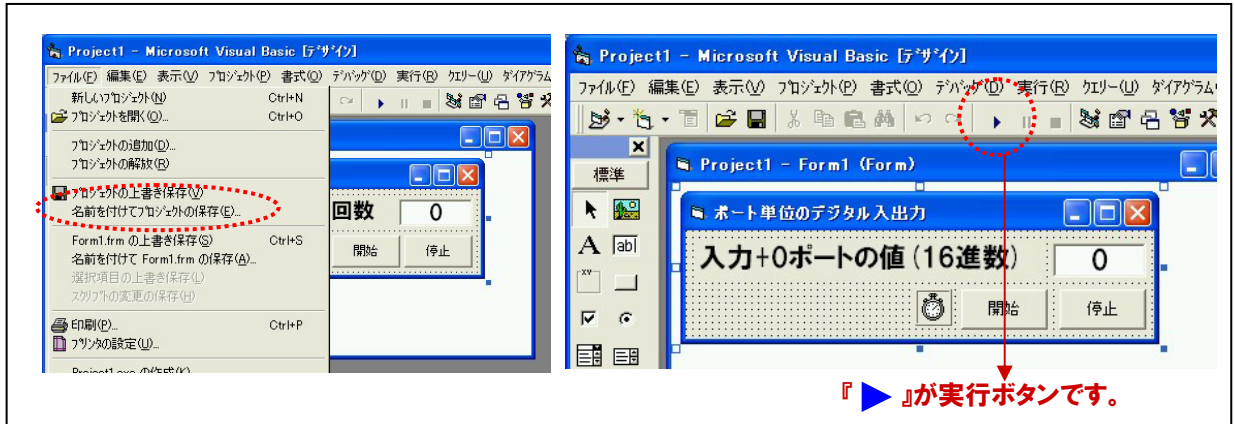 Project1 - Microsoft Visual Basic [ﾃﾞｻﾞｲﾝ]
ﾌｧｲﾙ(F) 編集(E) 表示(V) ﾌﾟﾛｼﾞｪｸﾄ(P) 書式(O) ﾃﾞﾊﾞｯｸﾞ(D) 実行(R) ｸｴﾘｰ(U) ﾀﾞｲｱｸﾞﾗﾑ
新しいﾌﾟﾛｼﾞｪｸﾄ(N) Ctrl+N
ﾌﾟﾛｼﾞｪｸﾄを開く(O)... Ctrl+O
ﾌﾟﾛｼﾞｪｸﾄの追加(D)...
ﾌﾟﾛｼﾞｪｸﾄの解放(R)
ﾌﾟﾛｼﾞｪｸﾄの上書き保存(V)
名前を付けてﾌﾟﾛｼﾞｪｸﾄの保存(E)...
Form1.frm の上書き保存(S) Ctrl+S
名前を付けて Form1.frm の保存(A)...
選択項目の上書き保存(L)
ｽｸﾘﾌﾟﾄの変更の保存(H)
印刷(P)... Ctrl+P
ﾌﾟﾘﾝﾀの設定(U)...
Project1.exe の作成(K)...
回数 0
開始 停止
Project1 - Microsoft Visual Basic [ﾃﾞｻﾞｲﾝ]
ﾌｧｲﾙ(F) 編集(E) 表示(V) ﾌﾟﾛｼﾞｪｸﾄ(P) 書式(O) ﾃﾞﾊﾞｯｸﾞ(D) 実行(R) ｸｴﾘｰ(U) ﾀﾞｲｱｸﾞﾗﾑ
標準
A ab
xv
Project1 - Form1 (Form)
ポート単位のデジタル入出力
入力+0ポートの値(16進数) 0
開始 停止
『 ▶ 』が実行ボタンです。